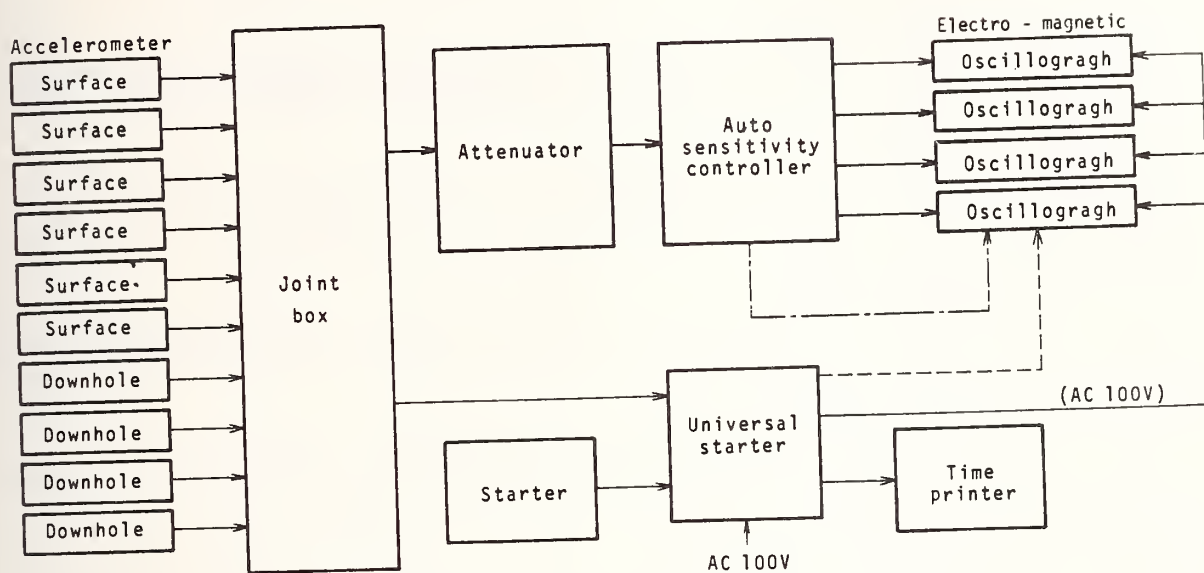 Accelerometer
Surface
Surface
Surface
Surface
Surface
Surface
Downhole
Downhole
Downhole
Downhole
Joint
box
Attenuator
Auto
sensitivity
controller
Electro - magnetic
Oscillogragh
Oscillogragh
Oscillogragh
Oscillogragh
Universal
starter
Starter
Time
printer
(AC 100V)
AC 100V